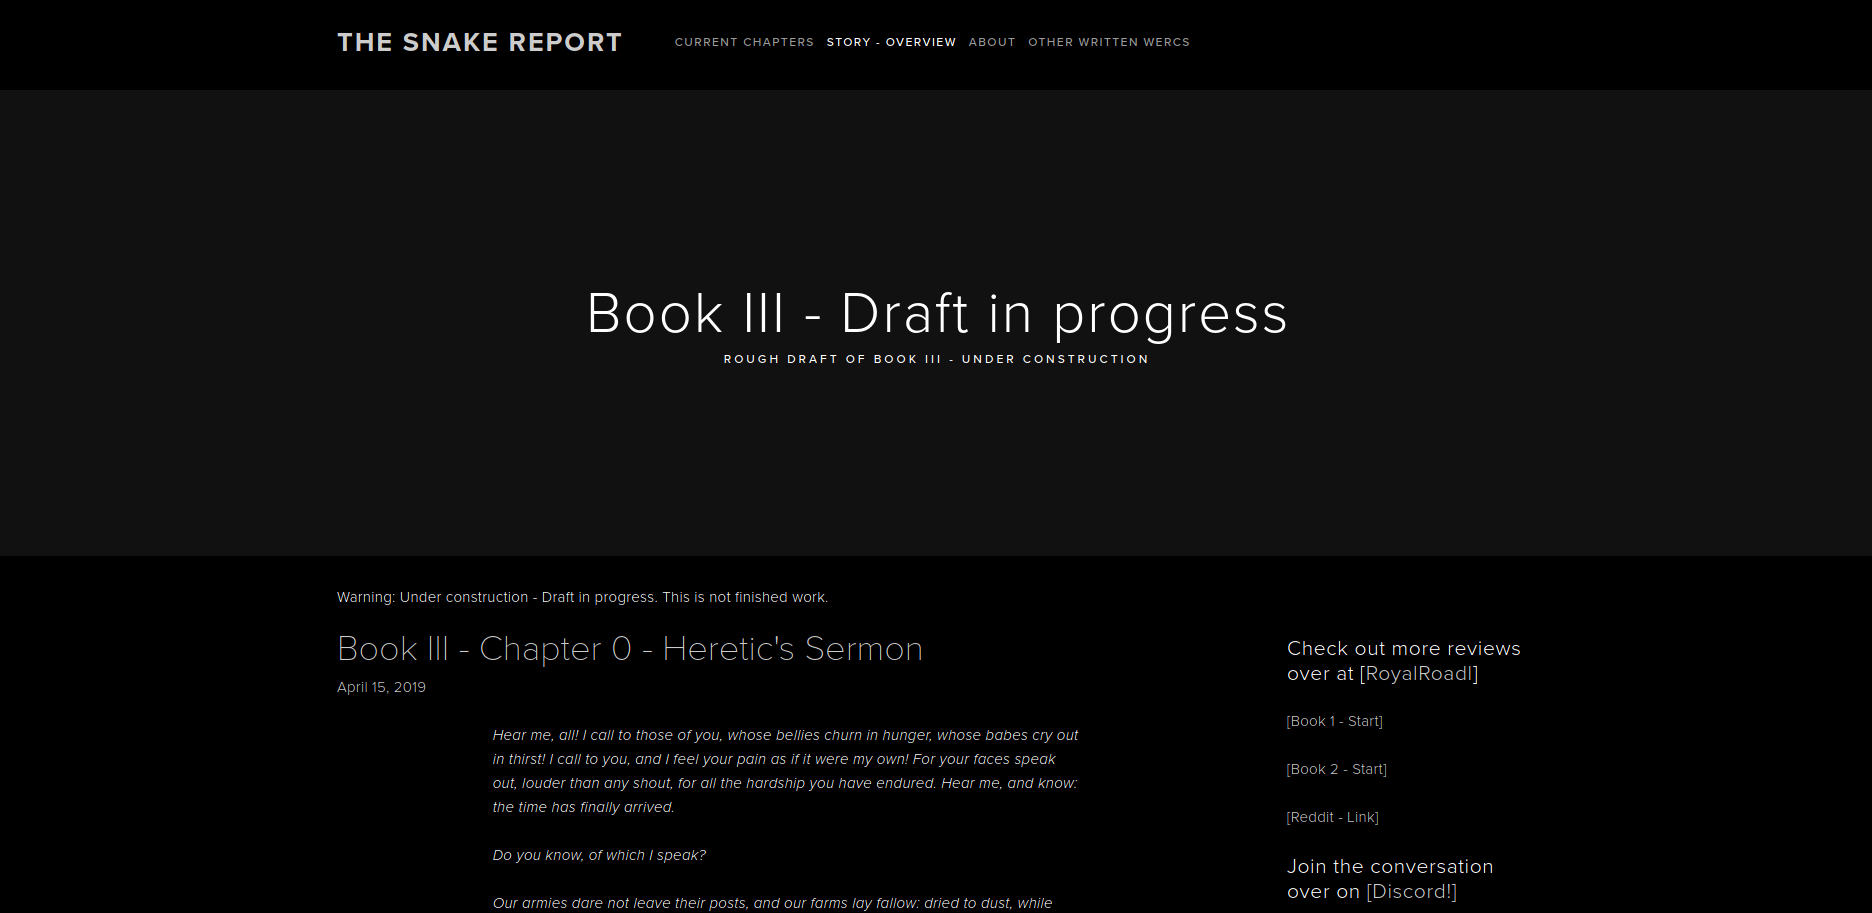 THE SNAKE REPORT
CURRENT CHAPTERS STORY - OVERVIEW ABOUT OTHER WRITTEN WERCS
Book III - Draft in progress
ROUGH DRAFT OF BOOK III - UNDER CONSTRUCTION
Warning: Under construction - Draft in progress. This is not finished work.
Book III - Chapter 0 - Heretic's Sermon
April 15, 2019
Hear me, all! I call to those of you, whose bellies churn in hunger, whose babes cry out
in thirst! I call to you, and I feel your pain as if it were my own! For your faces speak
out, louder than any shout, for all the hardship you have endured. Hear me, and know:
the time has finally arrived.
Do you know, of which I speak?
Our armies dare not leave their posts, and our farms lay fallow: dried to dust, while
Check out more reviews
over at [RoyalRoadl]
[Book 1 - Start]
[Book 2 - Start]
[Reddit - Link]
Join the conversation
over on [Discord!]